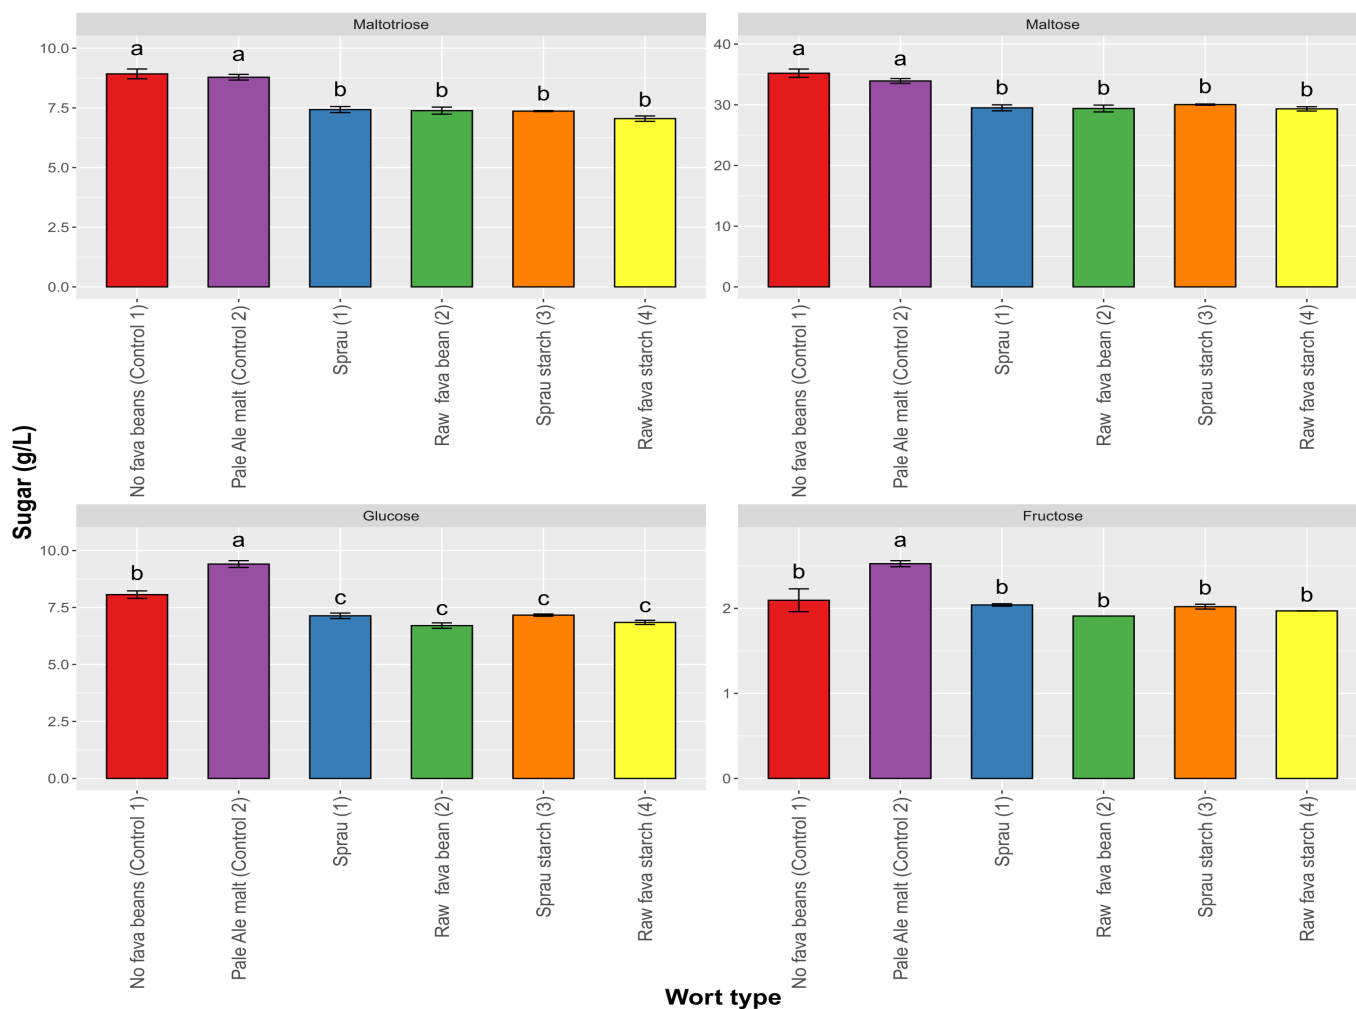 Maltotriose
Maltose
10.0
7.5
5.0
2.5
0.0
a
a
b
b
b
b
40
30
20
10
0
a
a
b
b
b
b
No fava beans (Control 1)
Pale Ale malt (Control 2)
Sprau (1)
Raw  fava bean (2)
Sprau starch (3)
Raw fava starch (4)
No fava beans (Control 1)
Pale Ale malt (Control 2)
Sprau (1)
Raw  fava bean (2)
Sprau starch (3)
Raw fava starch (4)
Sugar (g/L)
Glucose
Fructose
10.0
7.5
5.0
2.5
0.0
b
a
c
c
c
c
2
1
0
b
a
b
b
b
b
No fava beans (Control 1)
Pale Ale malt (Control 2)
Sprau (1)
Raw  fava bean (2)
Sprau starch (3)
Raw fava starch (4)
No fava beans (Control 1)
Pale Ale malt (Control 2)
Sprau (1)
Raw  fava bean (2)
Sprau starch (3)
Raw fava starch (4)
Wort type